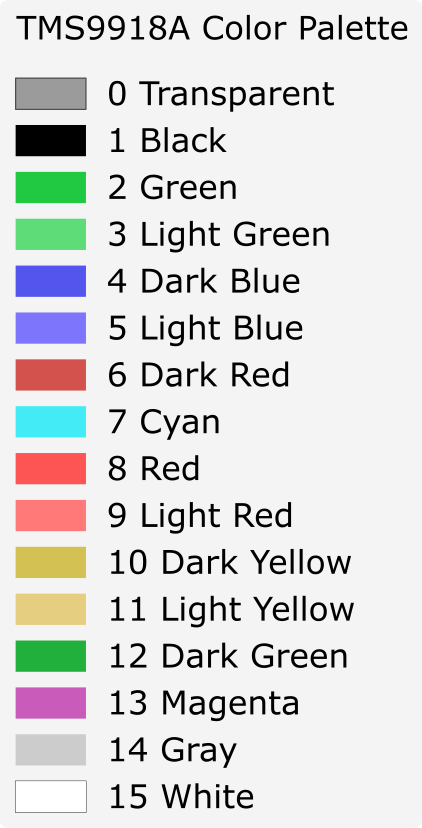 TMS9918A Color Palette
0 Transparent
1 Black
2 Green
3 Light Green
4 Dark Blue
5 Light Blue
6 Dark Red
7 Cyan
8 Red
9 Light Red
10 Dark Yellow
11 Light Yellow
12 Dark Green
13 Magenta
14 Gray
15 White